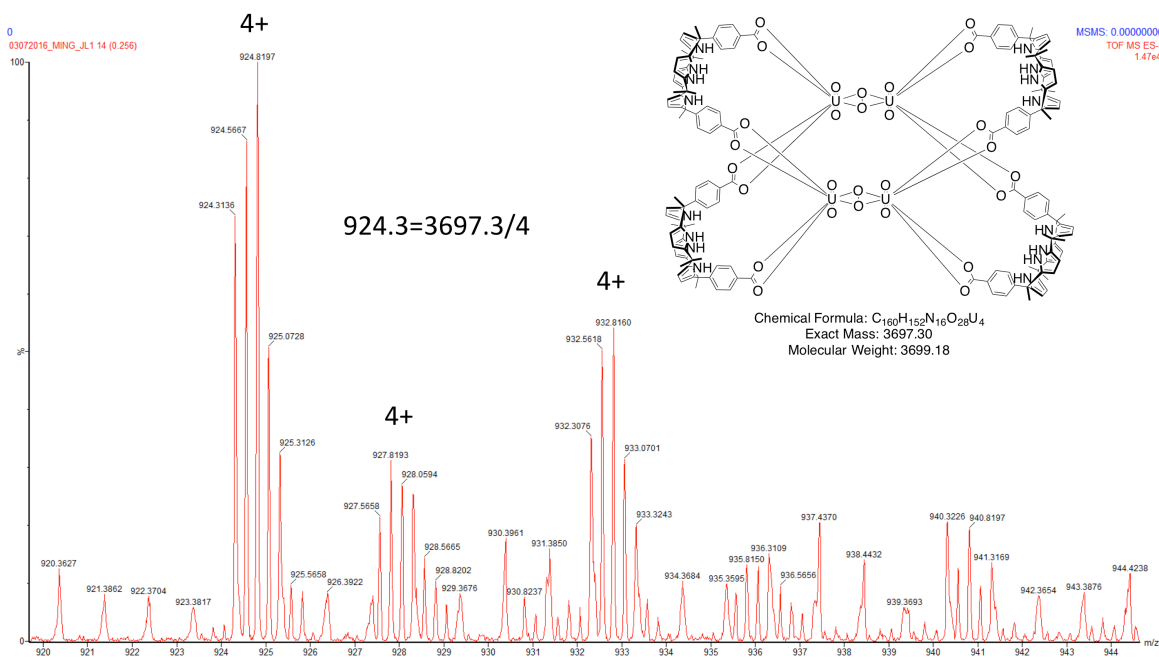 4+
0
03072016_MING_JL1 14 (0.256)
MSMS: 0.0000000
TOF MS ES-
1.47e4
100
%
0
924.8197
924.5667
924.3136
925.0728
925.3126
925.5658
926.3922
920.3627
921.3862
922.3704
923.3817
924.3=3697.3/4
4+
927.8193
928.0594
927.5658
928.5665
928.8202
929.3676
930.3961
930.8237
931.3850
4+
932.8160
932.5618
932.3076
933.0701
933.3243
934.3684
935.3595
935.8150
936.3109
936.5656
937.4370
938.4432
939.3693
940.3226
940.8197
941.3169
942.3654
943.3876
944.4238
O O O O
NH NH NH
HN HN HN
O O O O
U O O U
O O O O
U O O U
O O O O
NH NH NH
HN HN HN
O O O O
Chemical Formula: C160H152N16O28U4
Exact Mass: 3697.30
Molecular Weight: 3699.18
920 921 922 923 924 925 926 927 928 929 930 931 932 933 934 935 936 937 938 939 940 941 942 943 944
m/z